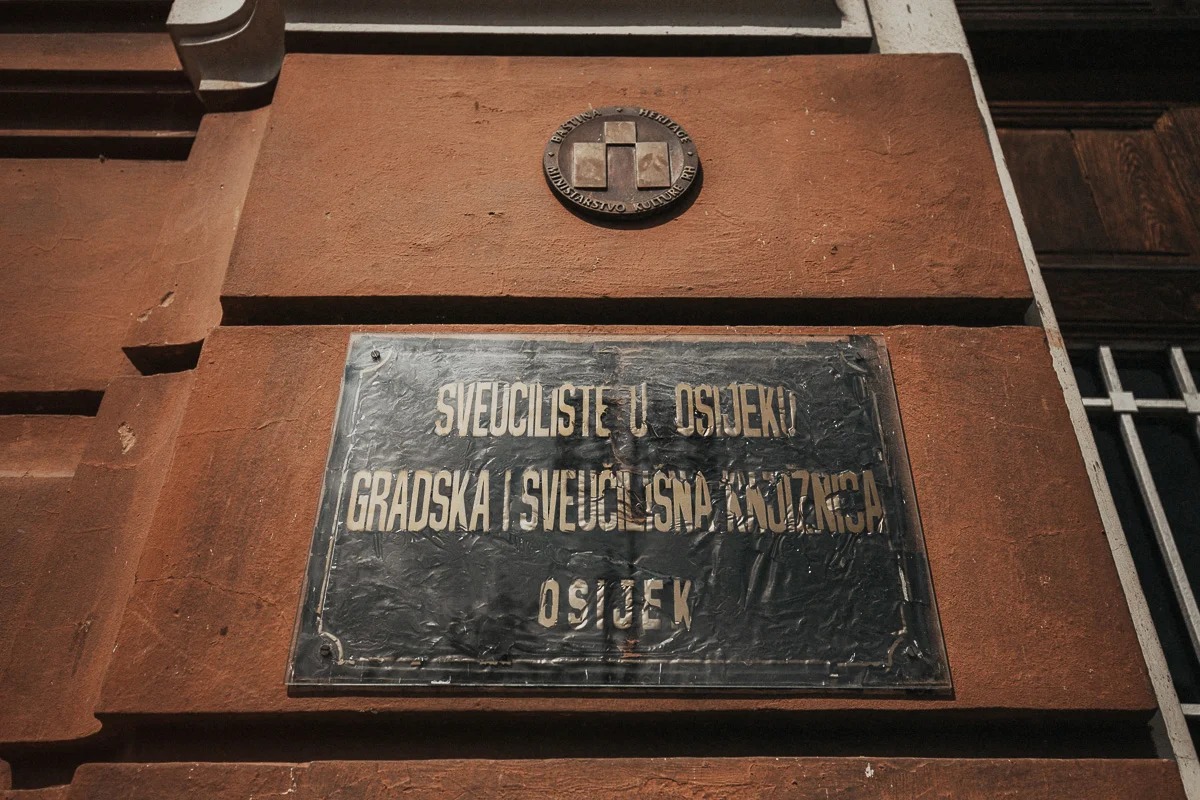 BAŠTINA • HERITAGE
MINISTARSTVO KULTURE RH
SVEUČILIŠTE U OSIJEKU
GRADSKA I SVEUČILIŠNA KNJIŽNICA
OSIJEK